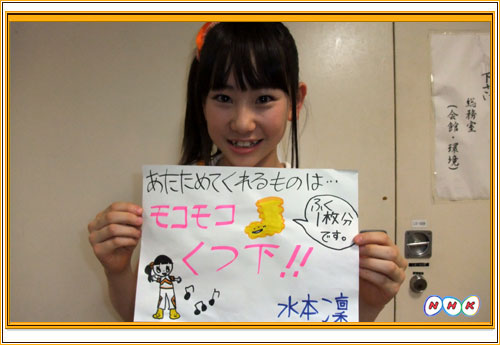 あたためてくれるものは…
モコモコ
ふく
1枚分
です。
くつ下!!
水本凛
下さい
総務室
(会館・環境)
NHK